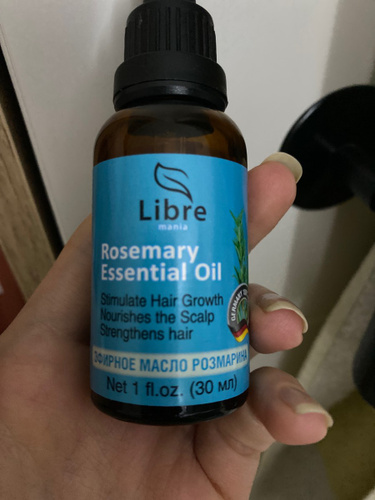 Libre
mania
Rosemary
Essential Oil
Stimulate Hair Growth
Nourishes the Scalp
Strengthens hair
ЭФИРНОЕ МАСЛО РОЗМАРИНА
Net 1 fl.oz. (30 мл)